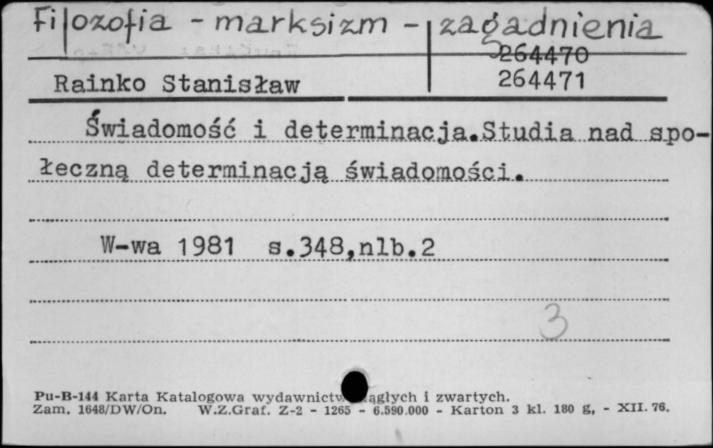 Filozofia - marksizm - zagadnienia
264470
Rainko Stanisław 264471
Świadomość i determinacja.Studia nad spo-
łeczną determinacją świadomości.
W-wa 1981 s.348,nlb.2
3
Pu-B-144 Karta Katalogowa wydawnictw ciągłych i zwartych.
Zam. 1648/DW/On. W.Z.Graf. Z-2 - 1265 - 6.590.000 - Karton 3 kl. 180 g, - XII. 76.